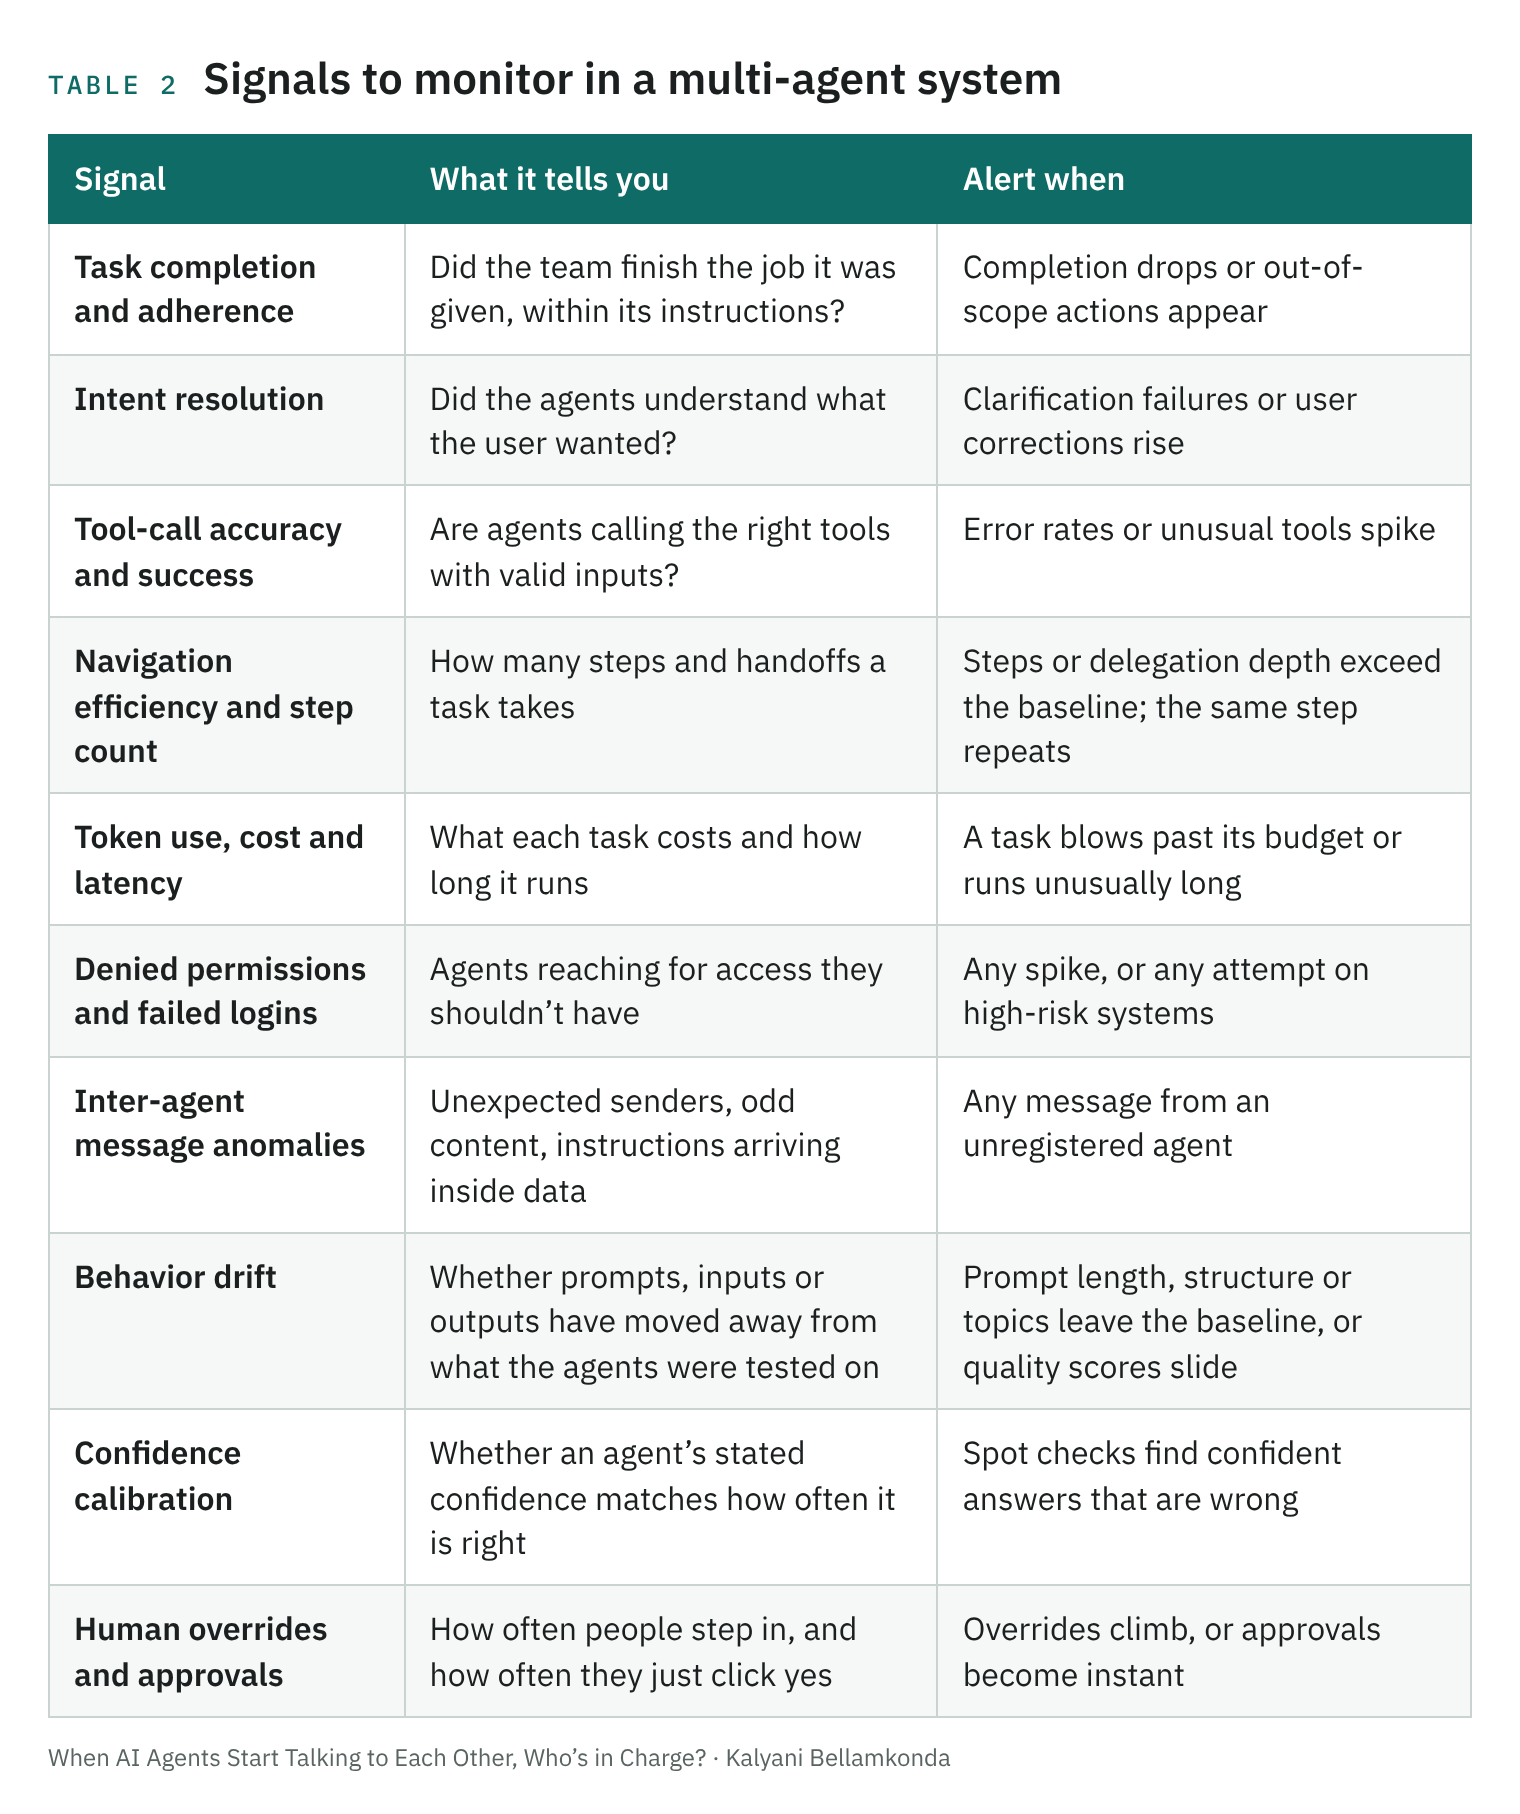 TABLE 2 Signals to monitor in a multi-agent system
Signal
What it tells you
Alert when
Task completion
and adherence
Did the team finish the job it was
given, within its instructions?
Completion drops or out-of-
scope actions appear
Intent resolution
Did the agents understand what
the user wanted?
Clarification failures or user
corrections rise
Tool-call accuracy
and success
Are agents calling the right tools
with valid inputs?
Error rates or unusual tools spike
Navigation
efficiency and step
count
How many steps and handoffs a
task takes
Steps or delegation depth exceed
the baseline; the same step
repeats
Token use, cost and
latency
What each task costs and how
long it runs
A task blows past its budget or
runs unusually long
Denied permissions
and failed logins
Agents reaching for access they
shouldn’t have
Any spike, or any attempt on
high-risk systems
Inter-agent
message anomalies
Unexpected senders, odd
content, instructions arriving
inside data
Any message from an
unregistered agent
Behavior drift
Whether prompts, inputs or
outputs have moved away from
what the agents were tested on
Prompt length, structure or
topics leave the baseline, or
quality scores slide
Confidence
calibration
Whether an agent’s stated
confidence matches how often it
is right
Spot checks find confident
answers that are wrong
Human overrides
and approvals
How often people step in, and
how often they just click yes
Overrides climb, or approvals
become instant
When AI Agents Start Talking to Each Other, Who’s in Charge? · Kalyani Bellamkonda